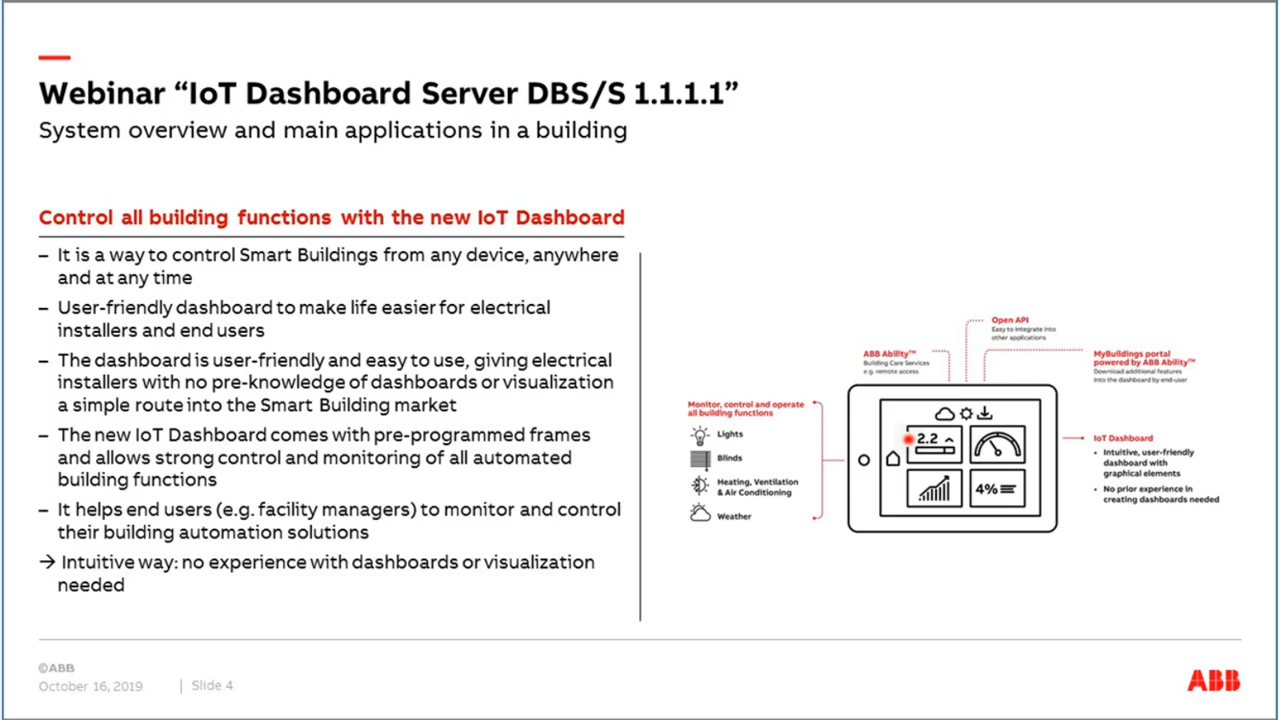 Webinar “IoT Dashboard Server DBS/S 1.1.1.1”
System overview and main applications in a building
Control all building functions with the new IoT Dashboard
– It is a way to control Smart Buildings from any device, anywhere
and at any time
– User-friendly dashboard to make life easier for electrical
installers and end users
– The dashboard is user-friendly and easy to use, giving electrical
installers with no pre-knowledge of dashboards or visualization
a simple route into the Smart Building market
– The new IoT Dashboard comes with pre-programmed frames
and allows strong control and monitoring of all automated
building functions
– It helps end users (e.g. facility managers) to monitor and control
their building automation solutions
→ Intuitive way: no experience with dashboards or visualization
needed
Open API
Easy to integrate into
other applications
ABB Ability™
Building Care Services
e.g. remote access
MyBuildings portal
powered by ABB Ability™
Download additional features
into the dashboard by end-user
Monitor, control and operate
all building functions
Lights
Blinds
Heating, Ventilation
& Air Conditioning
Weather
2.2
4%
IoT Dashboard
• Intuitive, user-friendly
dashboard with
graphical elements
• No prior experience in
creating dashboards needed
©ABB
October 16, 2019 | Slide 4
ABB